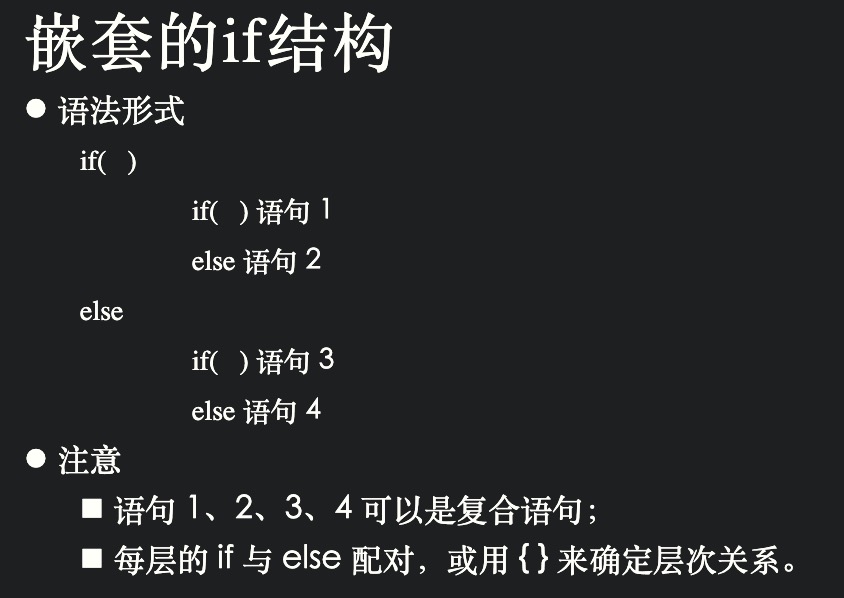 嵌套的if结构
● 语法形式
if( )
if( ) 语句 1
else 语句 2
else
if( ) 语句 3
else 语句 4
● 注意
■ 语句 1、2、3、4 可以是复合语句；
■ 每层的 if 与 else 配对，或用 { } 来确定层次关系。